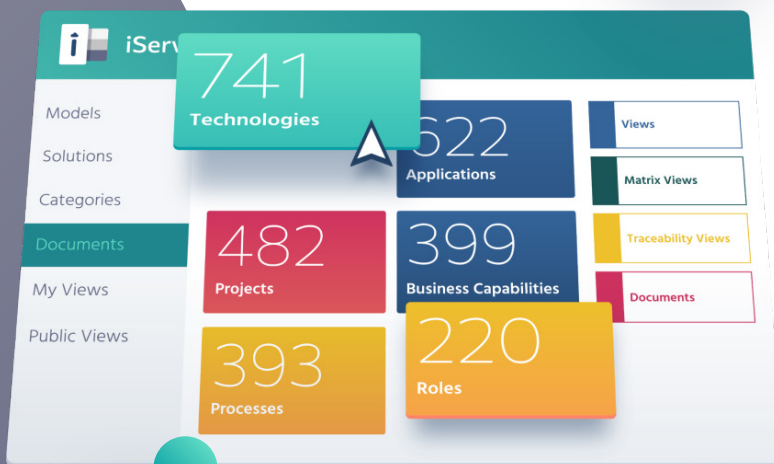 i
iServ
741
Technologies
622
Applications
Models
Solutions
Categories
Documents
My Views
Public Views
482
Projects
399
Business Capabilities
393
Processes
220
Roles
Views
Matrix Views
Traceability Views
Documents